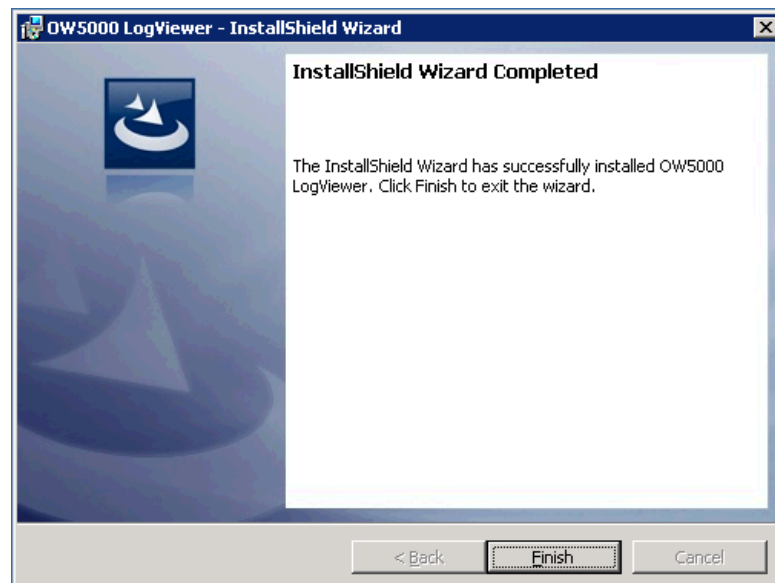 OW5000 LogViewer - InstallShield Wizard
InstallShield Wizard Completed
The InstallShield Wizard has successfully installed OW5000
LogViewer. Click Finish to exit the wizard.
< Back
Finish
Cancel